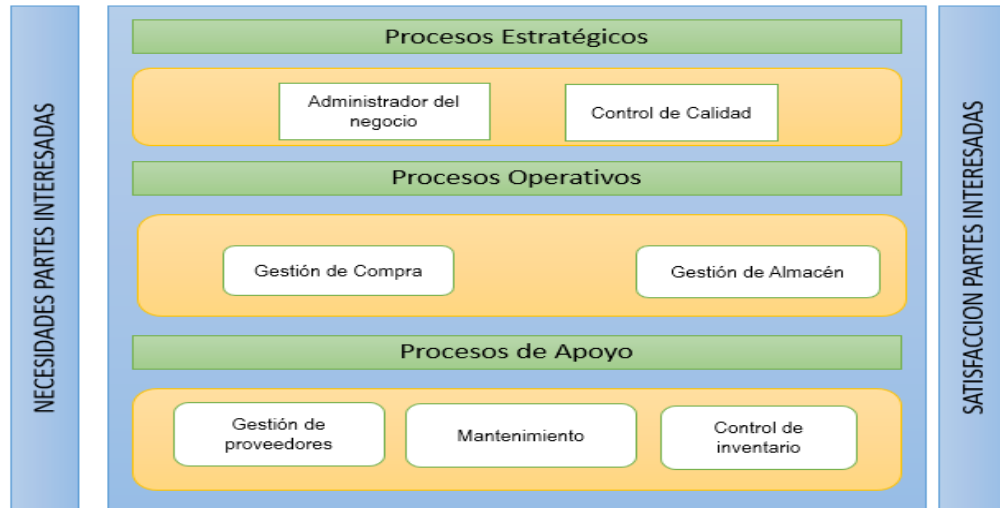 NECESIDADES PARTES INTERESADAS
Procesos Estratégicos
Administrador del
negocio
Control de Calidad
Procesos Operativos
Gestión de Compra
Gestión de Almacén
Procesos de Apoyo
Gestión de
proveedores
Mantenimiento
Control de
inventario
SATISFACCION PARTES INTERESADAS